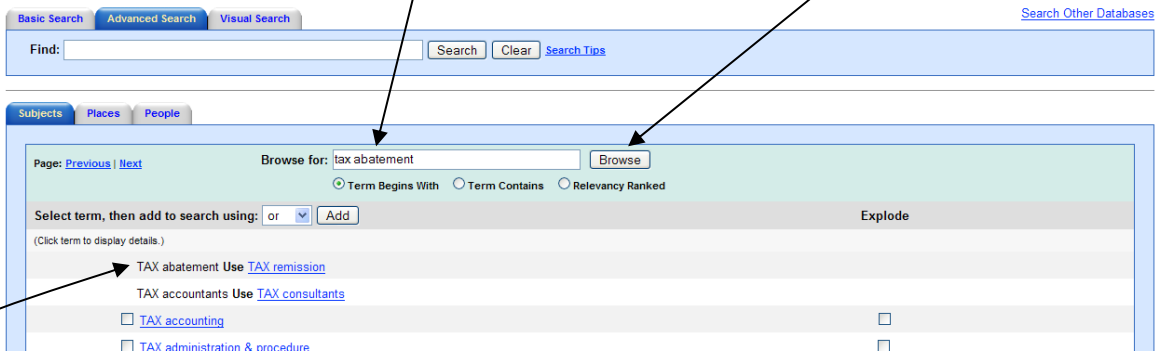 Basic Search Advanced Search Visual Search Search Other Databases
Find: Search Clear Search Tips
Subjects Places People
Page: Previous | Next Browse for: tax abatement Browse
Term Begins With Term Contains Relevancy Ranked
Select term, then add to search using: or Add Explode
(Click term to display details.)
TAX abatement Use TAX remission
TAX accountants Use TAX consultants
TAX accounting
TAX administration & procedure